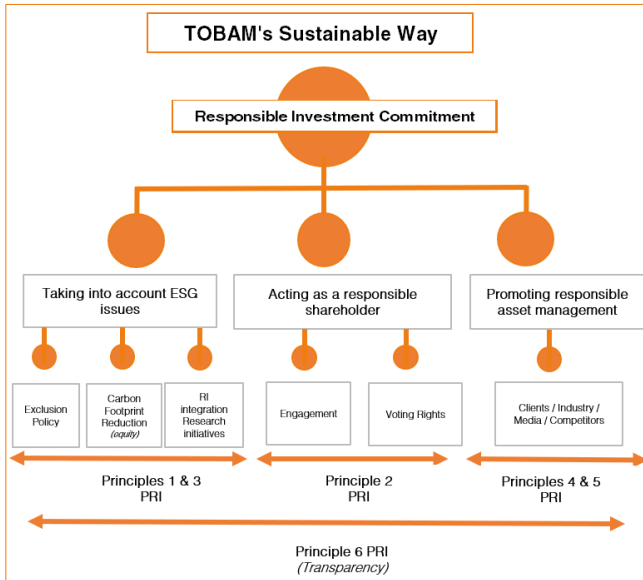 TOBAM's Sustainable Way
Responsible Investment Commitment
Taking into account ESG
issues
Acting as a responsible
shareholder
Promoting responsible
asset management
Exclusion
Policy
Carbon
Footprint
Reduction
(equity)
RI
integration
Research
initiatives
Engagement
Voting Rights
Clients / Industry /
Media / Competitors
Principles 1 & 3
PRI
Principle 2
PRI
Principles 4 & 5
PRI
Principle 6 PRI
(Transparency)